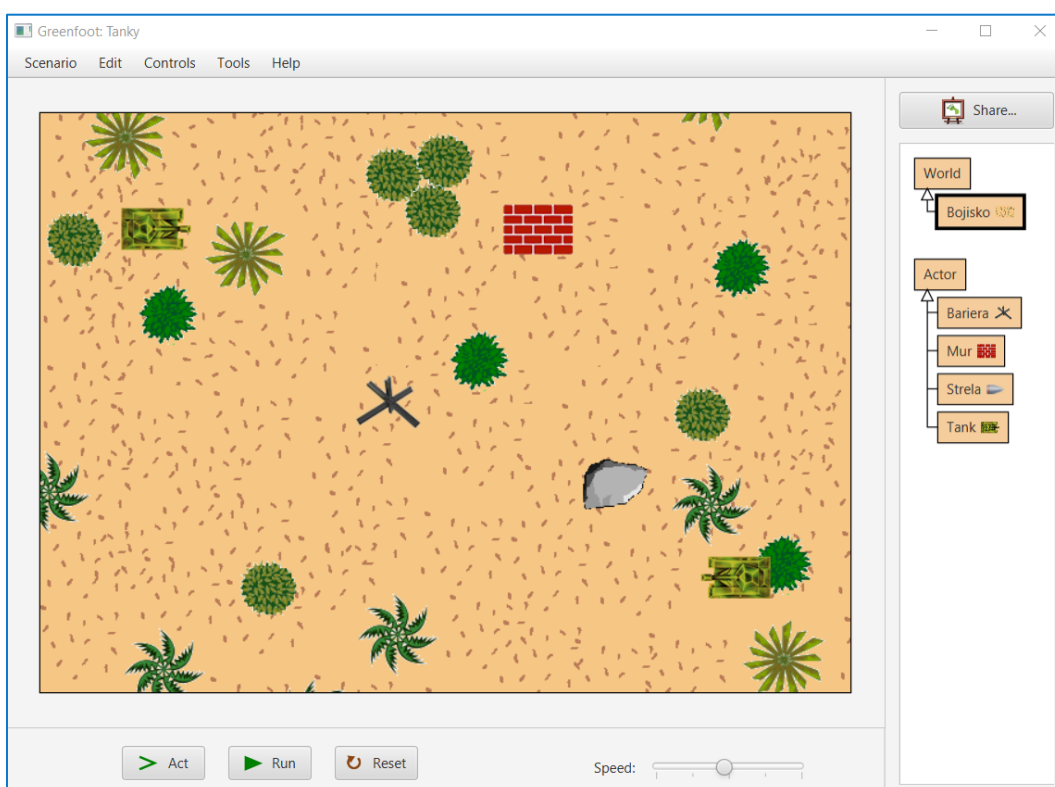 Greenfoot: Tanky
Scenario Edit Controls Tools Help
Share...
World
Bojisko
Actor
Bariera
Mur
Strela
Tank
Act Run Reset Speed: